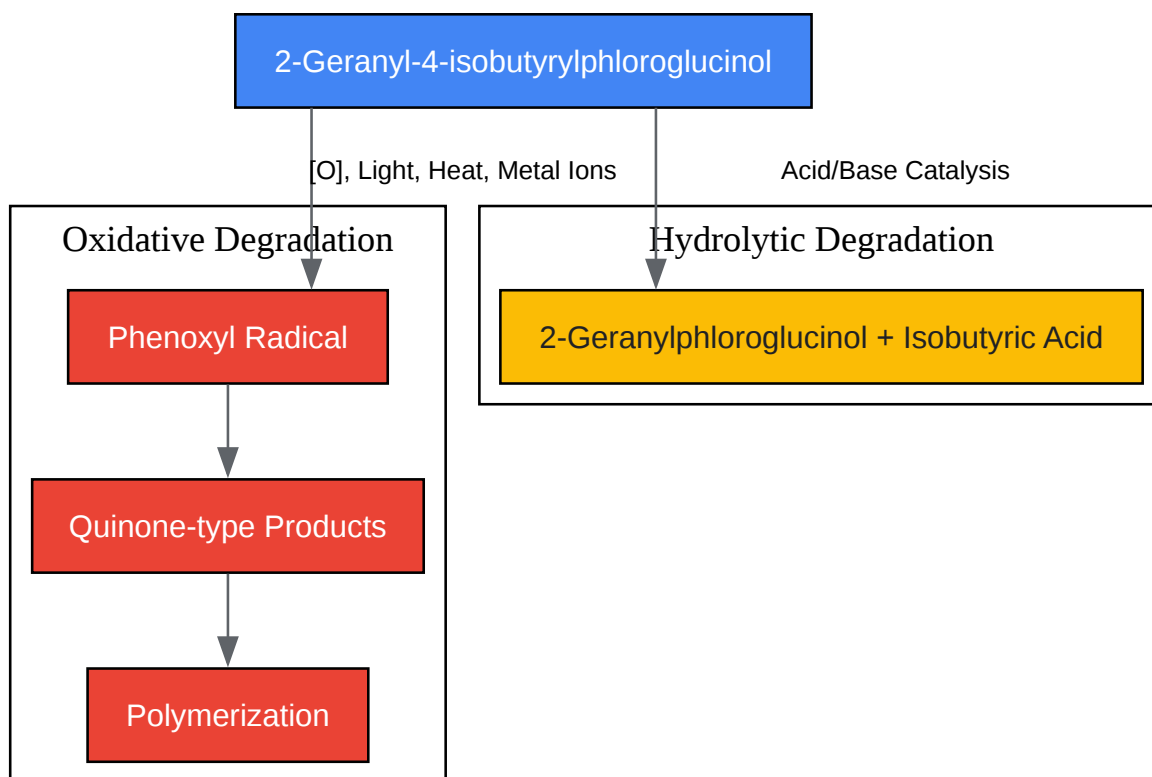 2-Geranyl-4-isobutyrylphloroglucinol
[O], Light, Heat, Metal Ions
Acid/Base Catalysis
Oxidative Degradation
Hydrolytic Degradation
Phenoxyl Radical
2-Geranylphloroglucinol + Isobutyric Acid
Quinone-type Products
Polymerization